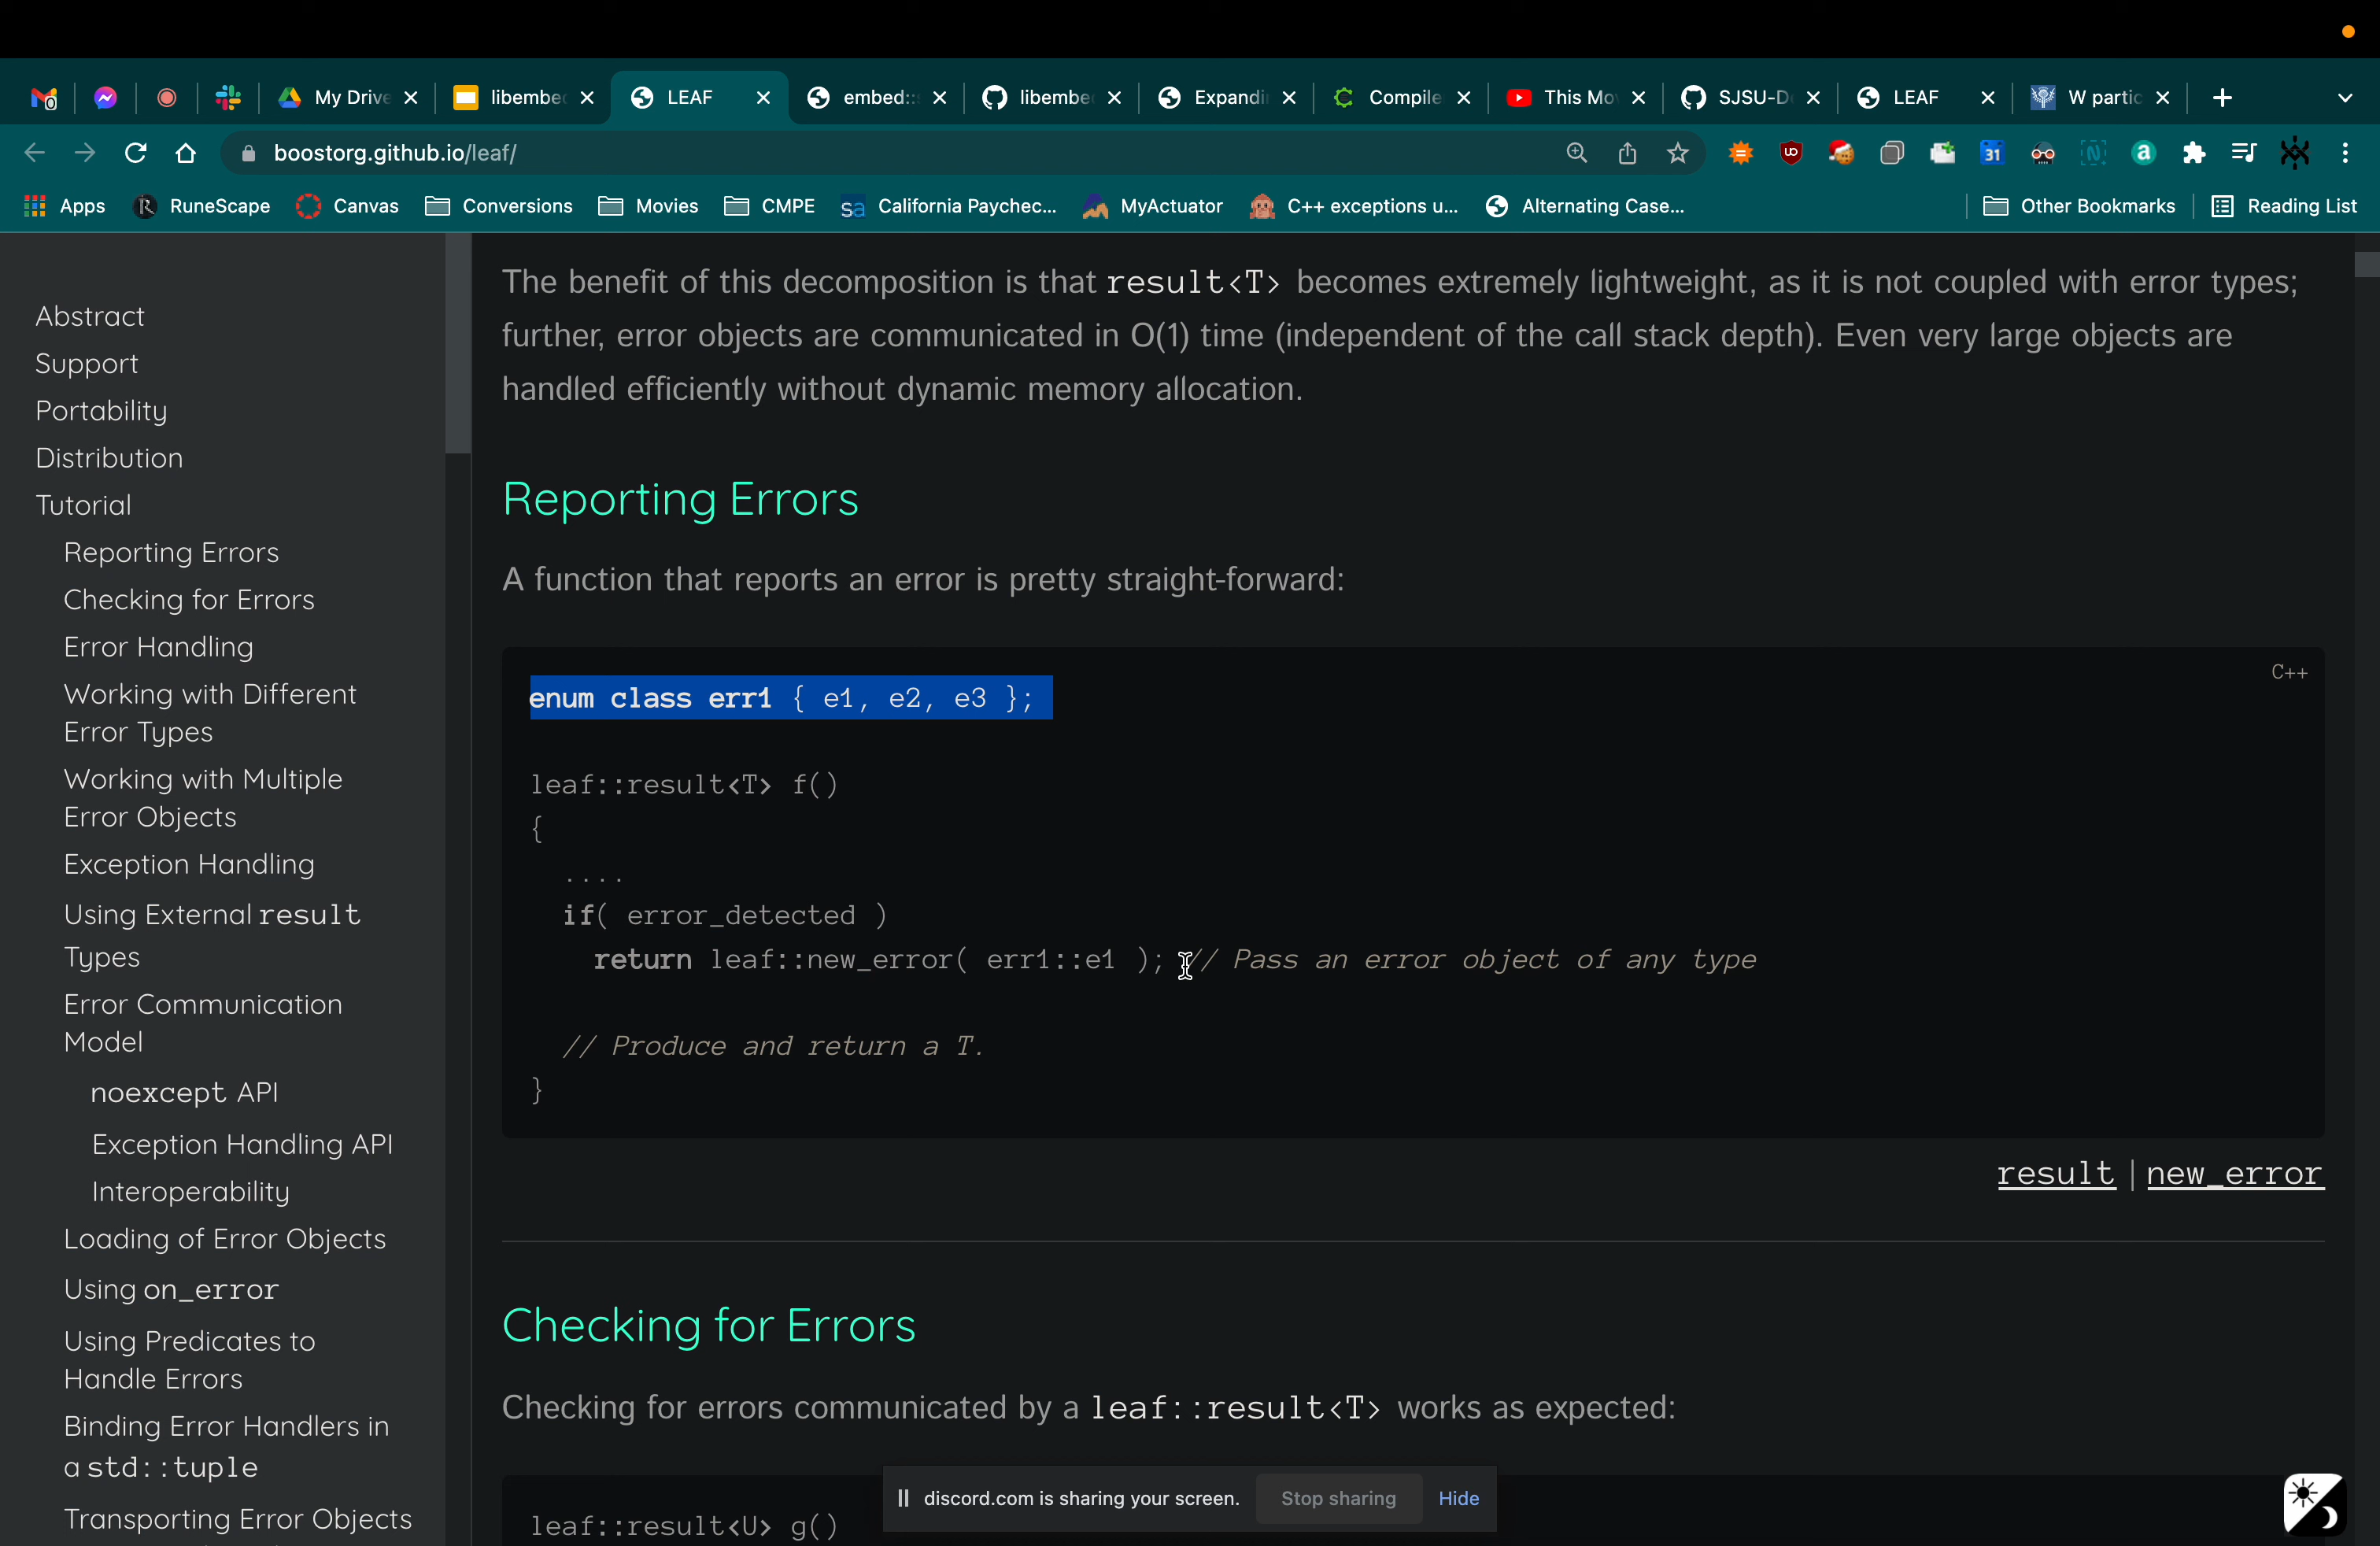 My Drive
libembe
LEAF
embed::
libembe
Expandi
Compile
This Mo
SJSU-D
LEAF
W partic
boostorg.github.io/leaf/
Apps
RuneScape
Canvas
Conversions
Movies
CMPE
California Paychec...
MyActuator
C++ exceptions u...
Alternating Case...
Other Bookmarks
Reading List
Abstract
Support
Portability
Distribution
Tutorial
Reporting Errors
Checking for Errors
Error Handling
Working with Different
Error Types
Working with Multiple
Error Objects
Exception Handling
Using External result
Types
Error Communication
Model
noexcept API
Exception Handling API
Interoperability
Loading of Error Objects
Using on_error
Using Predicates to
Handle Errors
Binding Error Handlers in
a std::tuple
Transporting Error Objects
The benefit of this decomposition is that result<T> becomes extremely lightweight, as it is not coupled with error types;
further, error objects are communicated in O(1) time (independent of the call stack depth). Even very large objects are
handled efficiently without dynamic memory allocation.
Reporting Errors
A function that reports an error is pretty straight-forward:
C++
enum class err1 { e1, e2, e3 };
leaf::result<T> f()
{
....
if( error_detected )
return leaf::new_error( err1::e1 ); // Pass an error object of any type
// Produce and return a T.
}
result | new_error
Checking for Errors
Checking for errors communicated by a leaf::result<T> works as expected:
leaf::result<U> g()
discord.com is sharing your screen.
Stop sharing
Hide